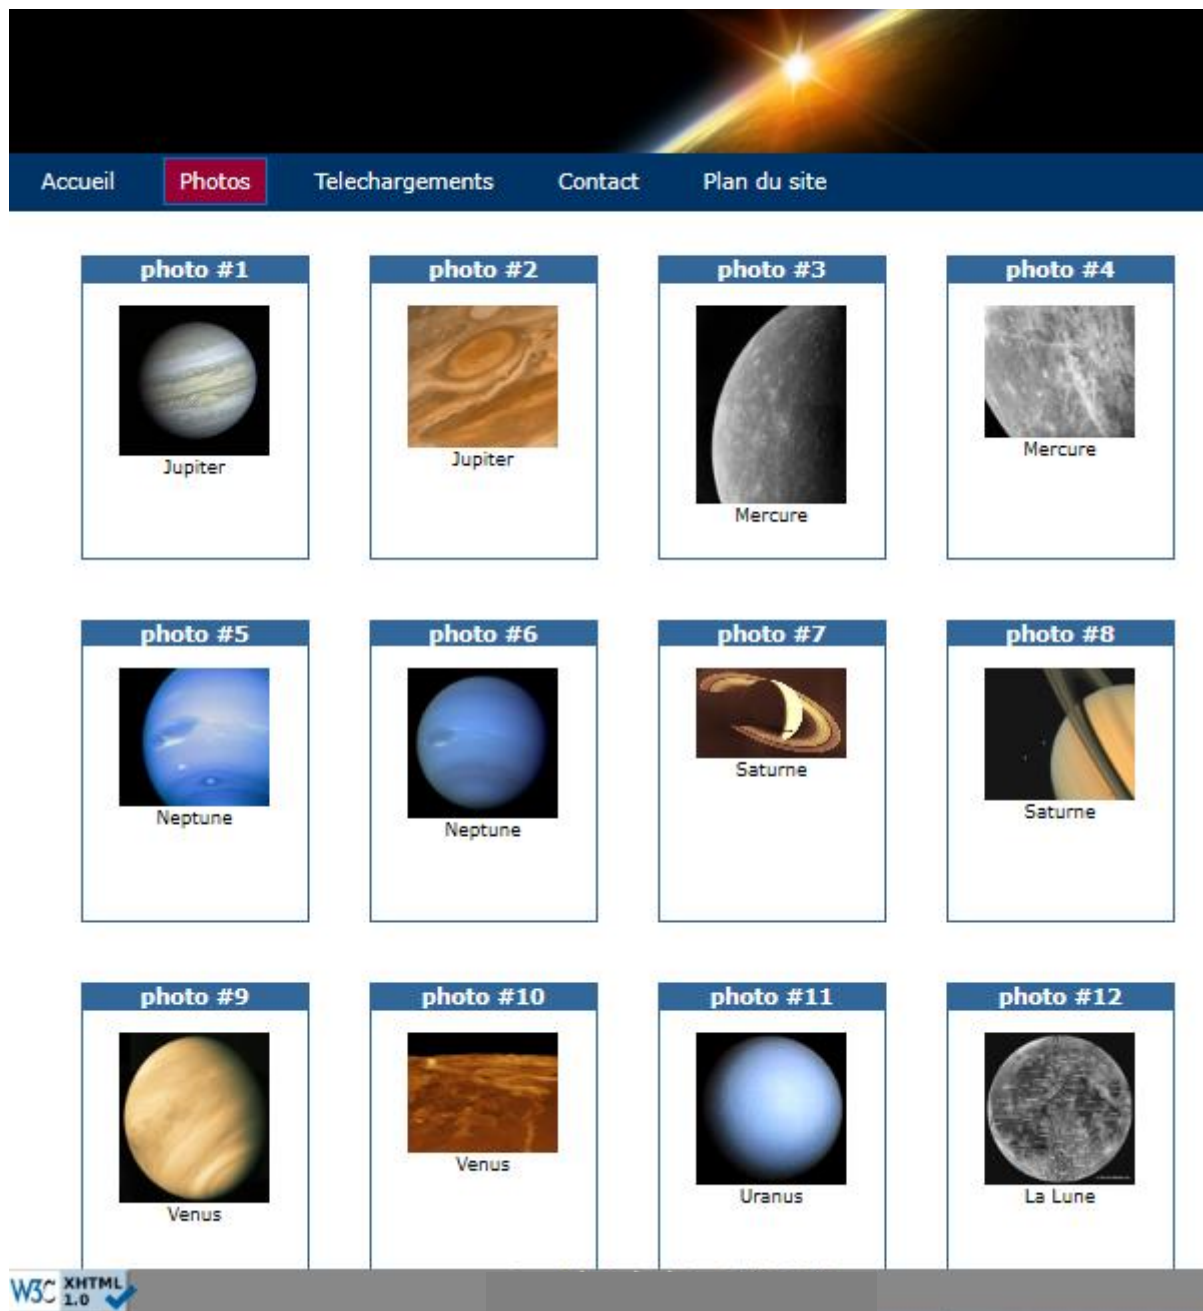 Accueil Photos Telechargements Contact Plan du site
photo #1 photo #2 photo #3 photo #4
Jupiter Jupiter Mercure Mercure
photo #5 photo #6 photo #7 photo #8
Neptune Neptune Saturne Saturne
photo #9 photo #10 photo #11 photo #12
Venus Venus Uranus La Lune
W3C XHTML
1.0